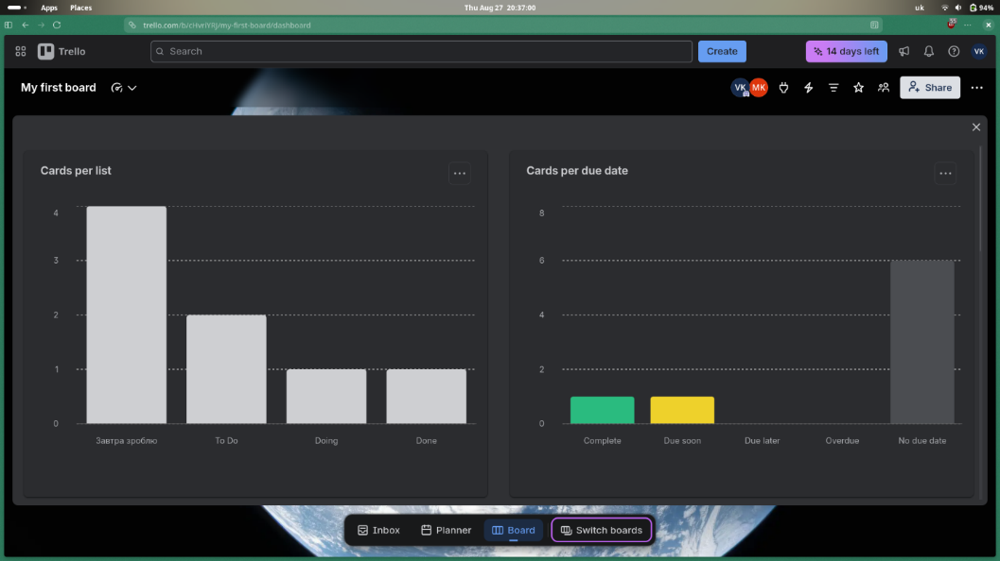 Apps Places Thu Aug 27 20:37:00 uk 94%
trello.com/b/cHvrIYRJ/my-first-board/dashboard
Trello Search Create 14 days left VK
My first board VK MK Share
Cards per list
4
3
2
1
0
Завтра зроблю To Do Doing Done
Cards per due date
8
6
4
2
0
Complete Due soon Due later Overdue No due date
Inbox Planner Board Switch boards